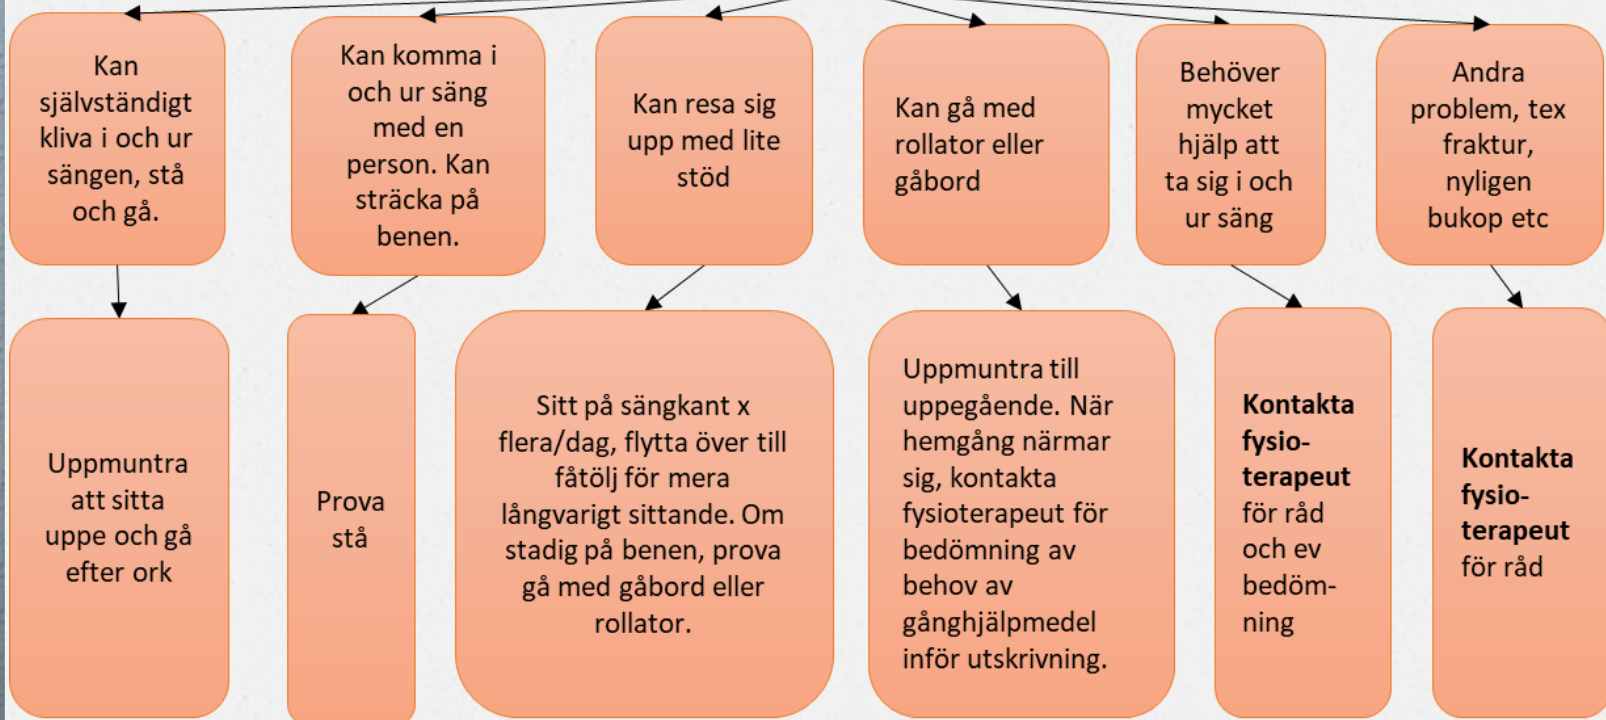 Kan
självständigt
kliva i och ur
sängen, stå
och gå.
Kan komma i
och ur säng
med en
person. Kan
sträcka på
benen.
Kan resa sig
upp med lite
stöd
Kan gå med
rollator eller
gåbord
Behöver
mycket
hjälp att
ta sig i och
ur säng
Andra
problem, tex
fraktur,
nyligen
bukop etc
Uppmuntra
att sitta
uppe och gå
efter ork
Prova
stå
Sitt på sängkant x
flera/dag, flytta över till
fåtölj för mera
långvarigt sittande. Om
stadig på benen, prova
gå med gåbord eller
rollator.
Uppmuntra till
uppegående. När
hemgång närmar
sig, kontakta
fysioterapeut för
bedömning av
behov av
gånghjälpmedel
inför utskrivning.
Kontakta
fysio-
terapeut
för råd
och ev
bedöm-
ning
Kontakta
fysio-
terapeut
för råd